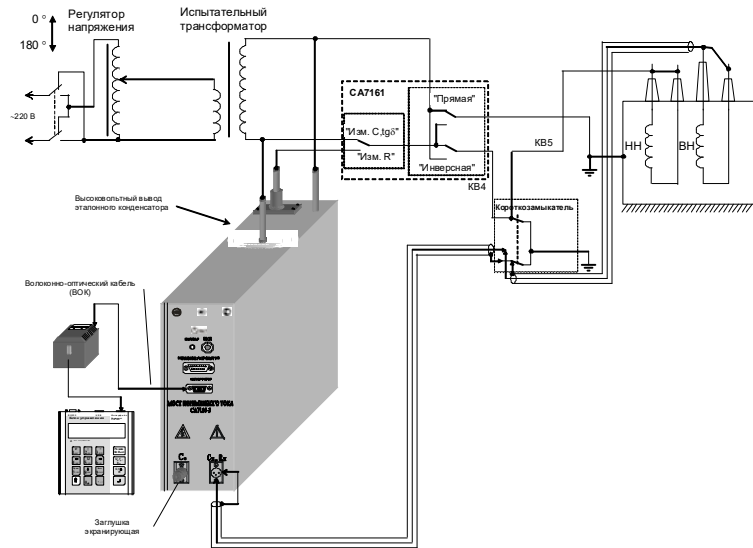 0 °
180 °
Регулятор
напряжения
Испытательный
трансформатор
~220 В
СА7161
"Прямая"
"Изм. С,tgδ"
"Изм. R"
"Инверсная"
КВ4
КВ5
НН
ВН
Короткозамыкатель
Высоковольтный вывод
эталонного конденсатора
Волоконно-оптический кабель
(ВОК)
МОСТ ПЕРЕМЕННОГО ТОКА
Заглушка
экранирующая